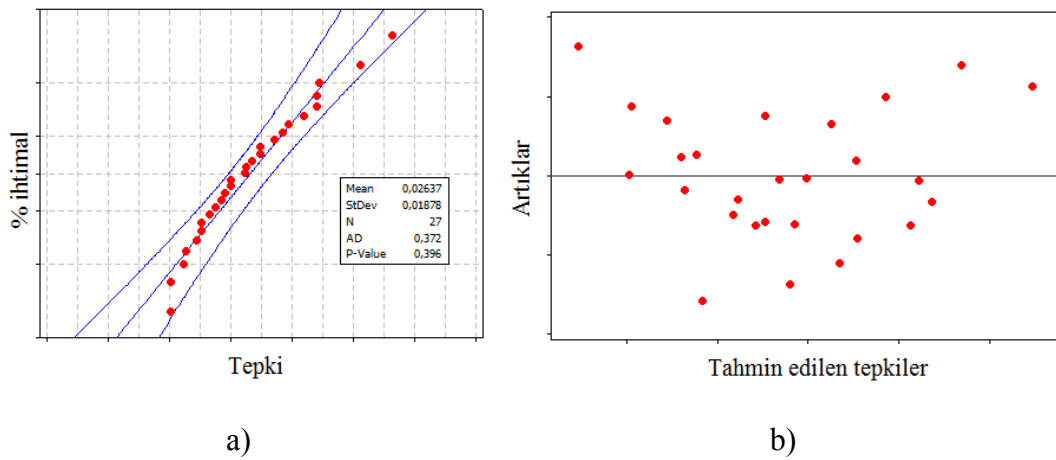 % ihtimal
Mean 0,02637
StDev 0,01878
N 27
AD 0,372
P-Value 0,396
Tepki
a)
Artıklar
Tahmin edilen tepkiler
b)